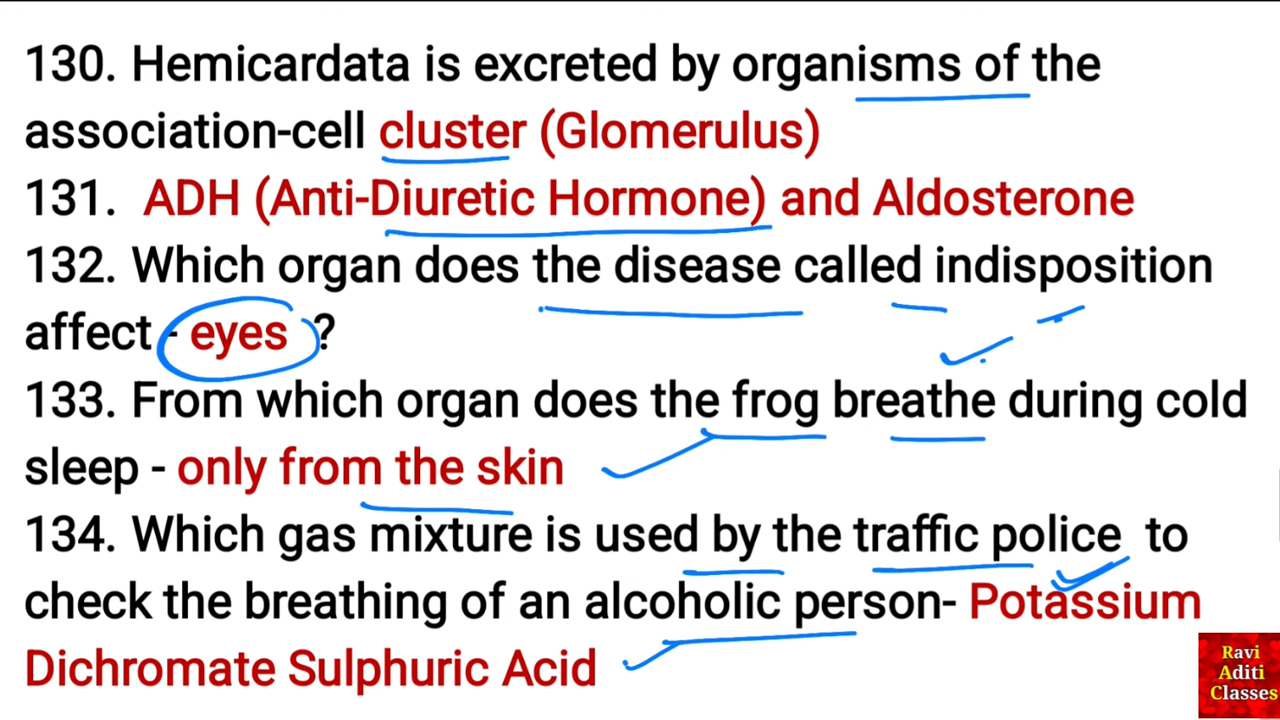 130. Hemicardata is excreted by organisms of the
association-cell cluster (Glomerulus)
131. ADH (Anti-Diuretic Hormone) and Aldosterone
132. Which organ does the disease called indisposition
affect - eyes ?
133. From which organ does the frog breathe during cold
sleep - only from the skin
134. Which gas mixture is used by the traffic police to
check the breathing of an alcoholic person- Potassium
Dichromate Sulphuric Acid
Ravi
Aditi
Classes